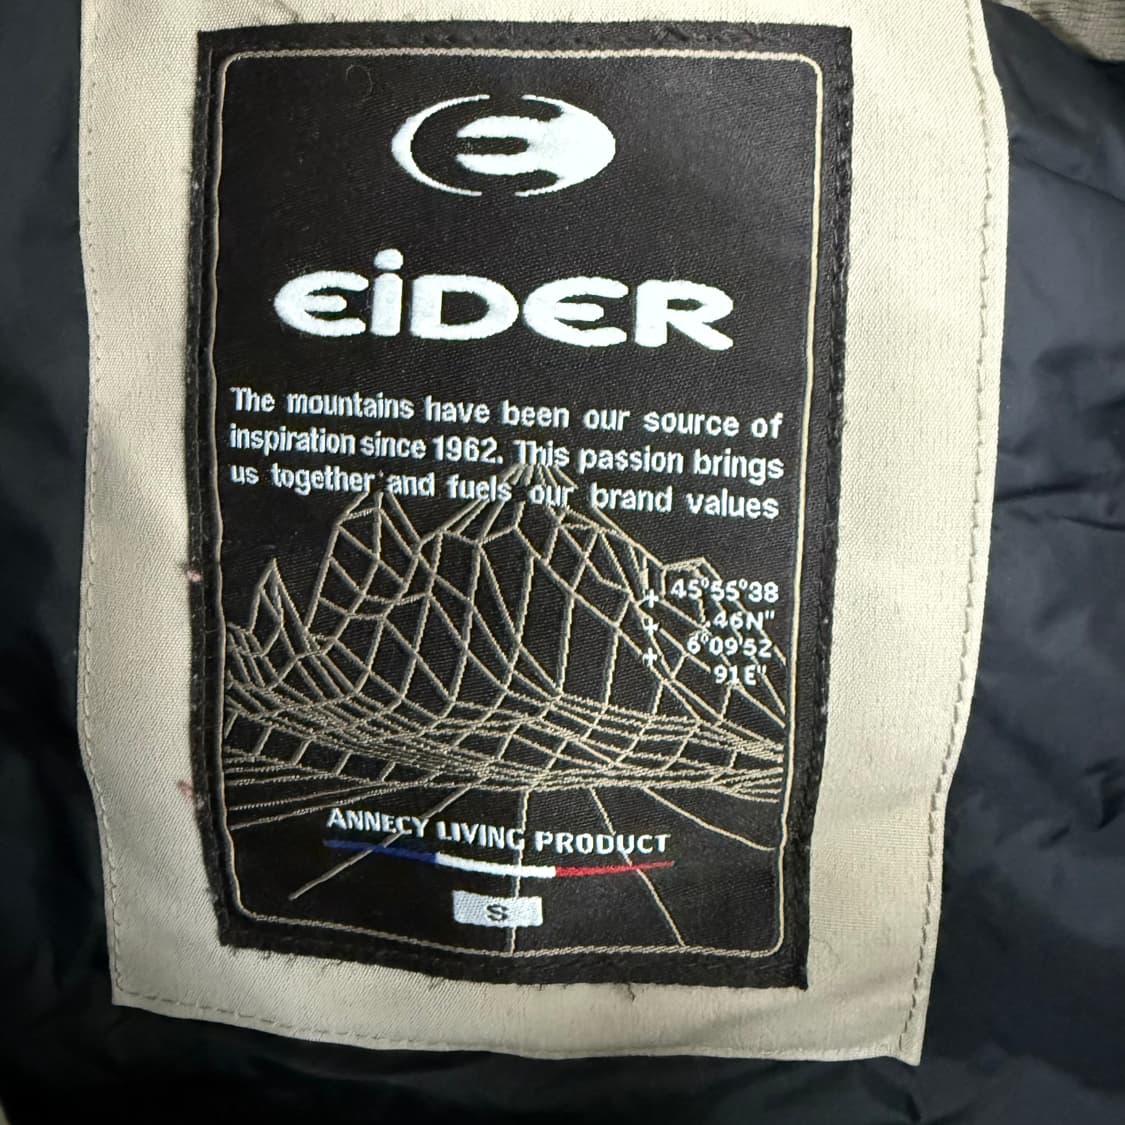 EiDER
The mountains have been our source of
inspiration since 1962. This passion brings
us together and fuels our brand values
45°55°38
.46N"
6°09'52
91E"
ANNECY LIVING PRODUCT
S